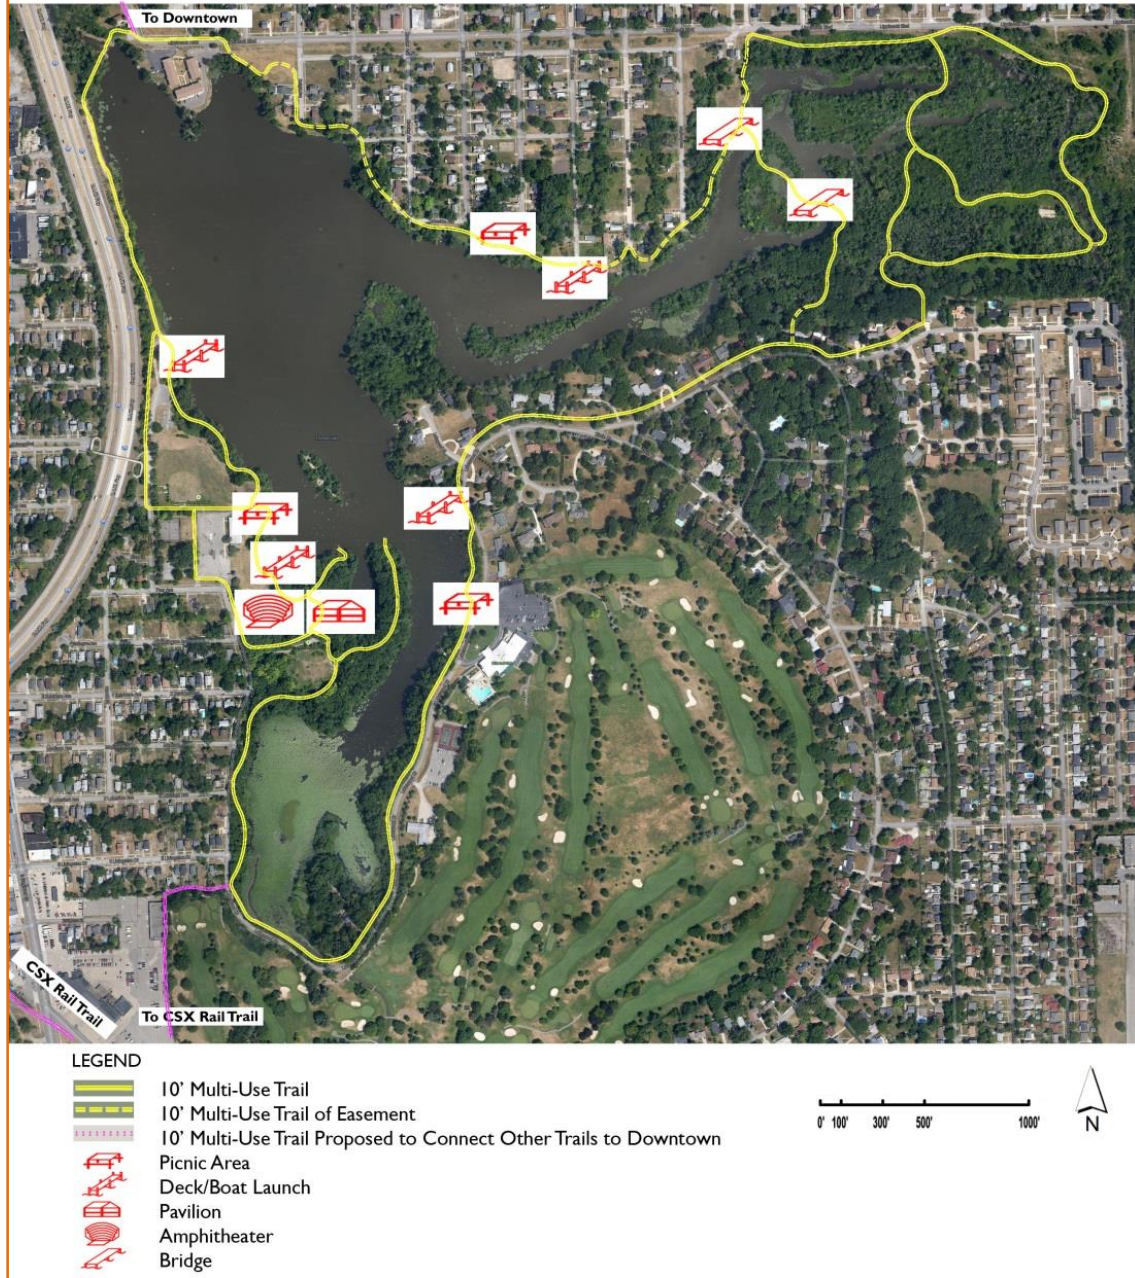 To Downtown
CSX Rail Trail
To CSX Rail Trail
LEGEND
10' Multi-Use Trail
10' Multi-Use Trail of Easement
10' Multi-Use Trail Proposed to Connect Other Trails to Downtown
Picnic Area
Deck/Boat Launch
Pavilion
Amphitheater
Bridge
0' 100' 300' 500' 1000'
N